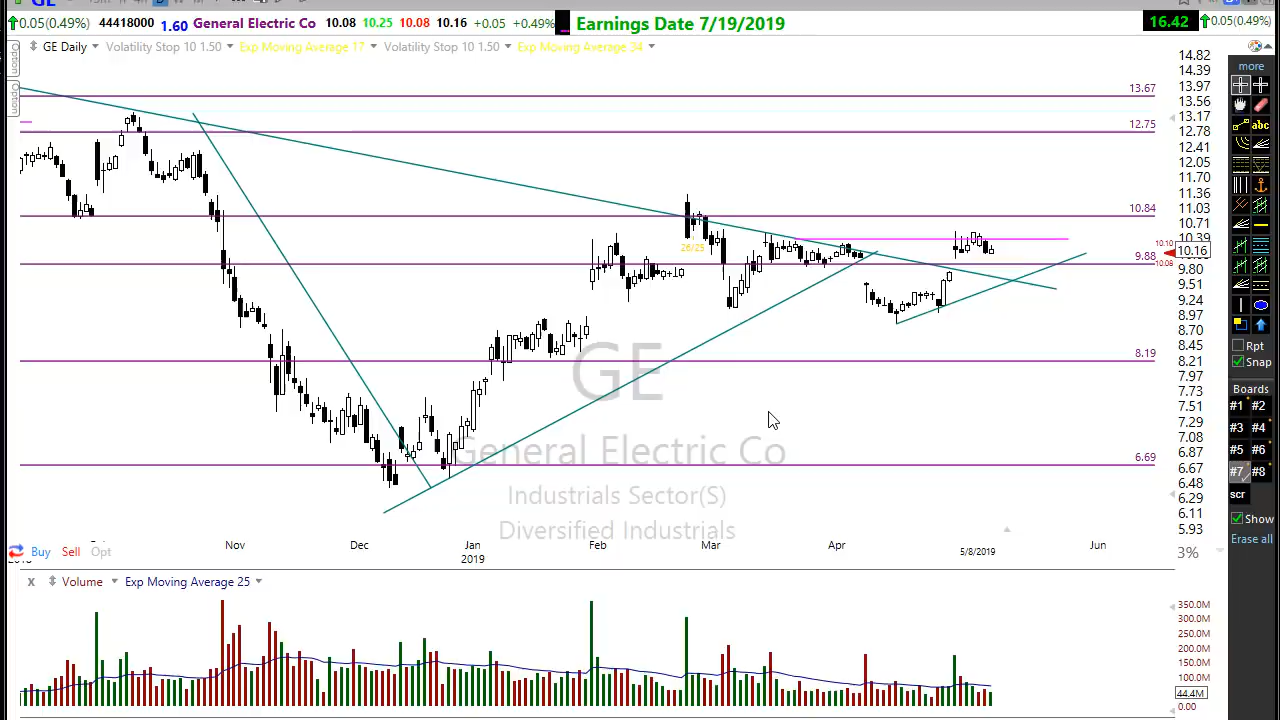 0.05(0.49%) 44418000 1.60 General Electric Co 10.08 10.25 10.08 10.16 +0.05 +0.49% Earnings Date 7/19/2019 16.42 0.05(0.49%)
GE Daily Volatility Stop 10 1.50 Exp Moving Average 17 Volatility Stop 10 1.50 Exp Moving Average 34
Option
Option
13.67
12.75
10.84
9.88
8.19
6.69
26/25
10.10
10.08
14.82
14.39
13.97
13.56
13.17
12.78
12.41
12.05
11.70
11.36
11.03
10.71
10.39
10.16
9.80
9.51
9.24
8.97
8.70
8.45
8.21
7.97
7.73
7.51
7.29
7.08
6.87
6.67
6.48
6.29
6.11
5.93
GE
General Electric Co
Industrials Sector(S)
Diversified Industrials
Buy Sell Opt
Nov Dec Jan Feb Mar Apr 5/8/2019 Jun
2019
3%
X Volume Exp Moving Average 25
350.0M
300.0M
250.0M
200.0M
150.0M
100.0M
44.4M
0.00
more
abc
Rpt
Snap
Boards
#1 #2
#3 #4
#5 #6
#7 #8
scr
Show
Erase all